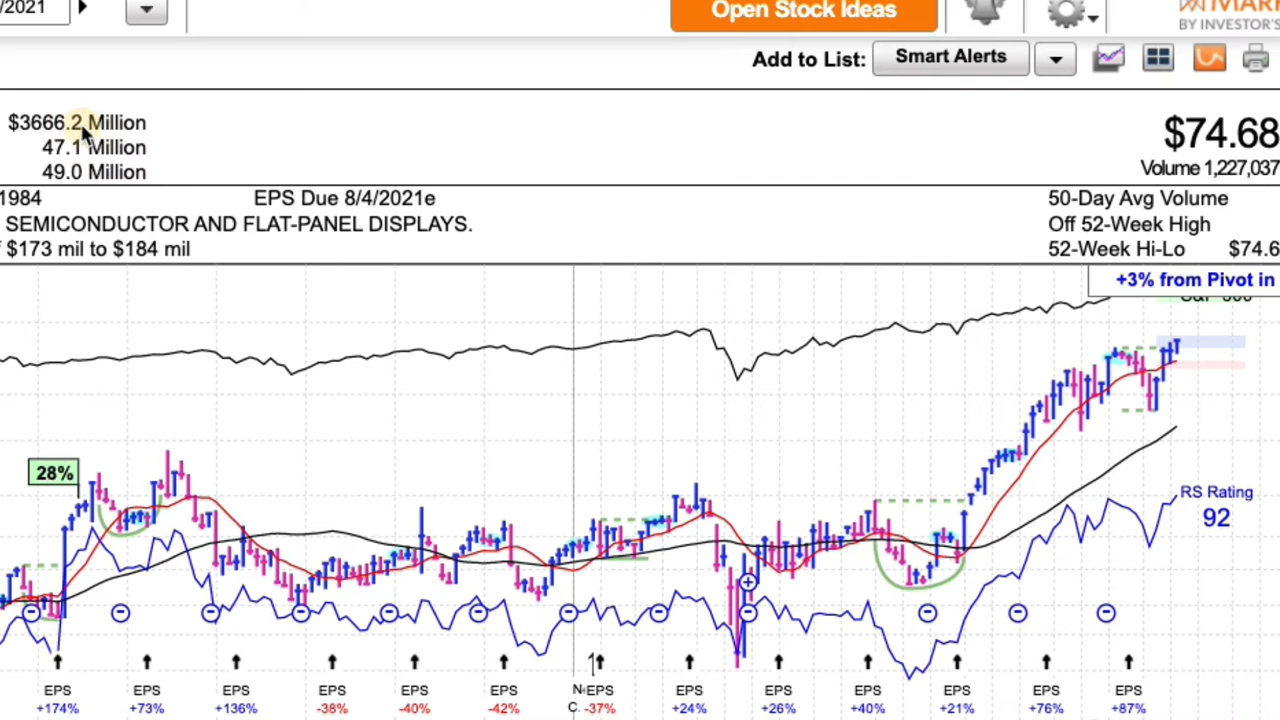 /2021
Open Stock Ideas
BY INVESTOR'S
Add to List:
Smart Alerts
$3666.2 Million
47.1 Million
49.0 Million
$74.68
Volume 1,227,037
1984
EPS Due 8/4/2021e
50-Day Avg Volume
SEMICONDUCTOR AND FLAT-PANEL DISPLAYS.
Off 52-Week High
$173 mil to $184 mil
52-Week Hi-Lo $74.6
+3% from Pivot in
28%
RS Rating
92
EPS EPS EPS EPS EPS EPS EPS EPS EPS EPS EPS EPS EPS
+174% +73% +136% -38% -40% -42% -37% +24% +26% +40% +21% +76% +87%